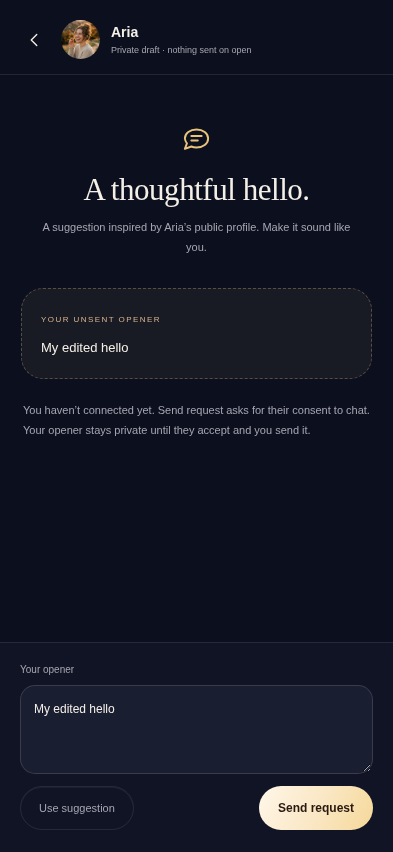 Aria
Private draft · nothing sent on open
A thoughtful hello.
A suggestion inspired by Aria's public profile. Make it sound like
you.
YOUR UNSENT OPENER
My edited hello
You haven’t connected yet. Send request asks for their consent to chat.
Your opener stays private until they accept and you send it.
Your opener
My edited hello
Use suggestion
Send request